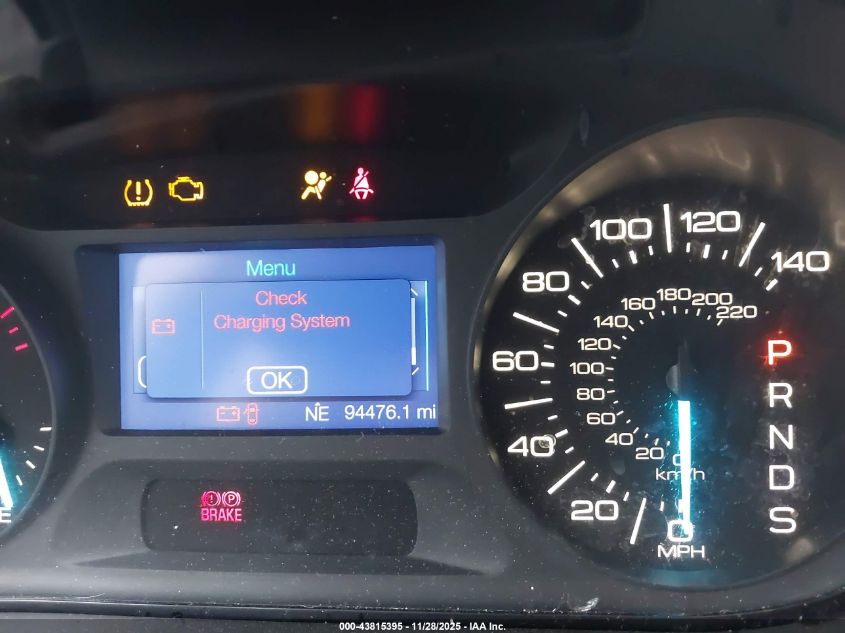 Menu
Check
Charging System
OK
NE 94476.1 mi
BRAKE
P
E
0
20
40
60
80
100
120
140
MPH
0
20
40
60
80
100
120
140
160
180
200
220
km/h
P
R
N
D
S
000-43815395 - 11/28/2025 - IAA Inc.